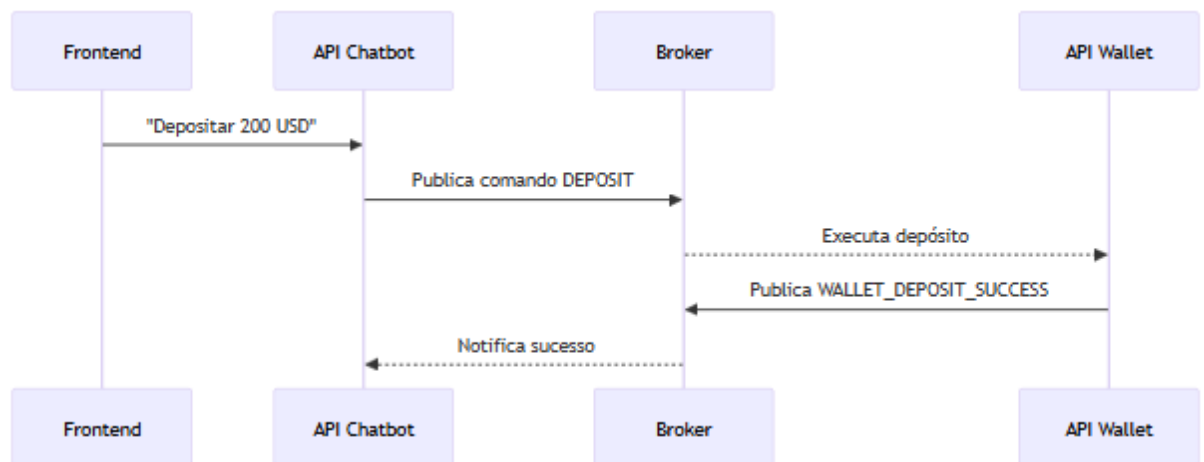 Frontend
API Chatbot
Broker
API Wallet
"Depositar 200 USD"
Publica comando DEPOSIT
Executa depósito
Publica WALLET_DEPOSIT_SUCCESS
Notifica sucesso
Frontend
API Chatbot
Broker
API Wallet